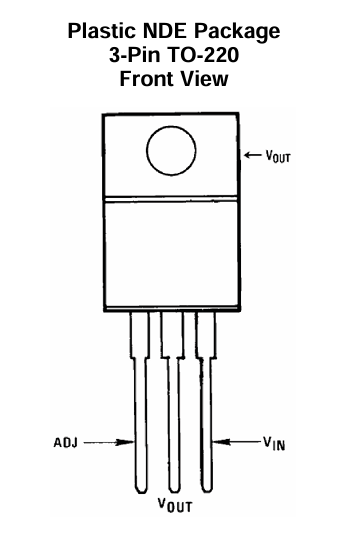 Plastic NDE Package
3-Pin TO-220
Front View
VOUT
ADJ
VIN
VOUT